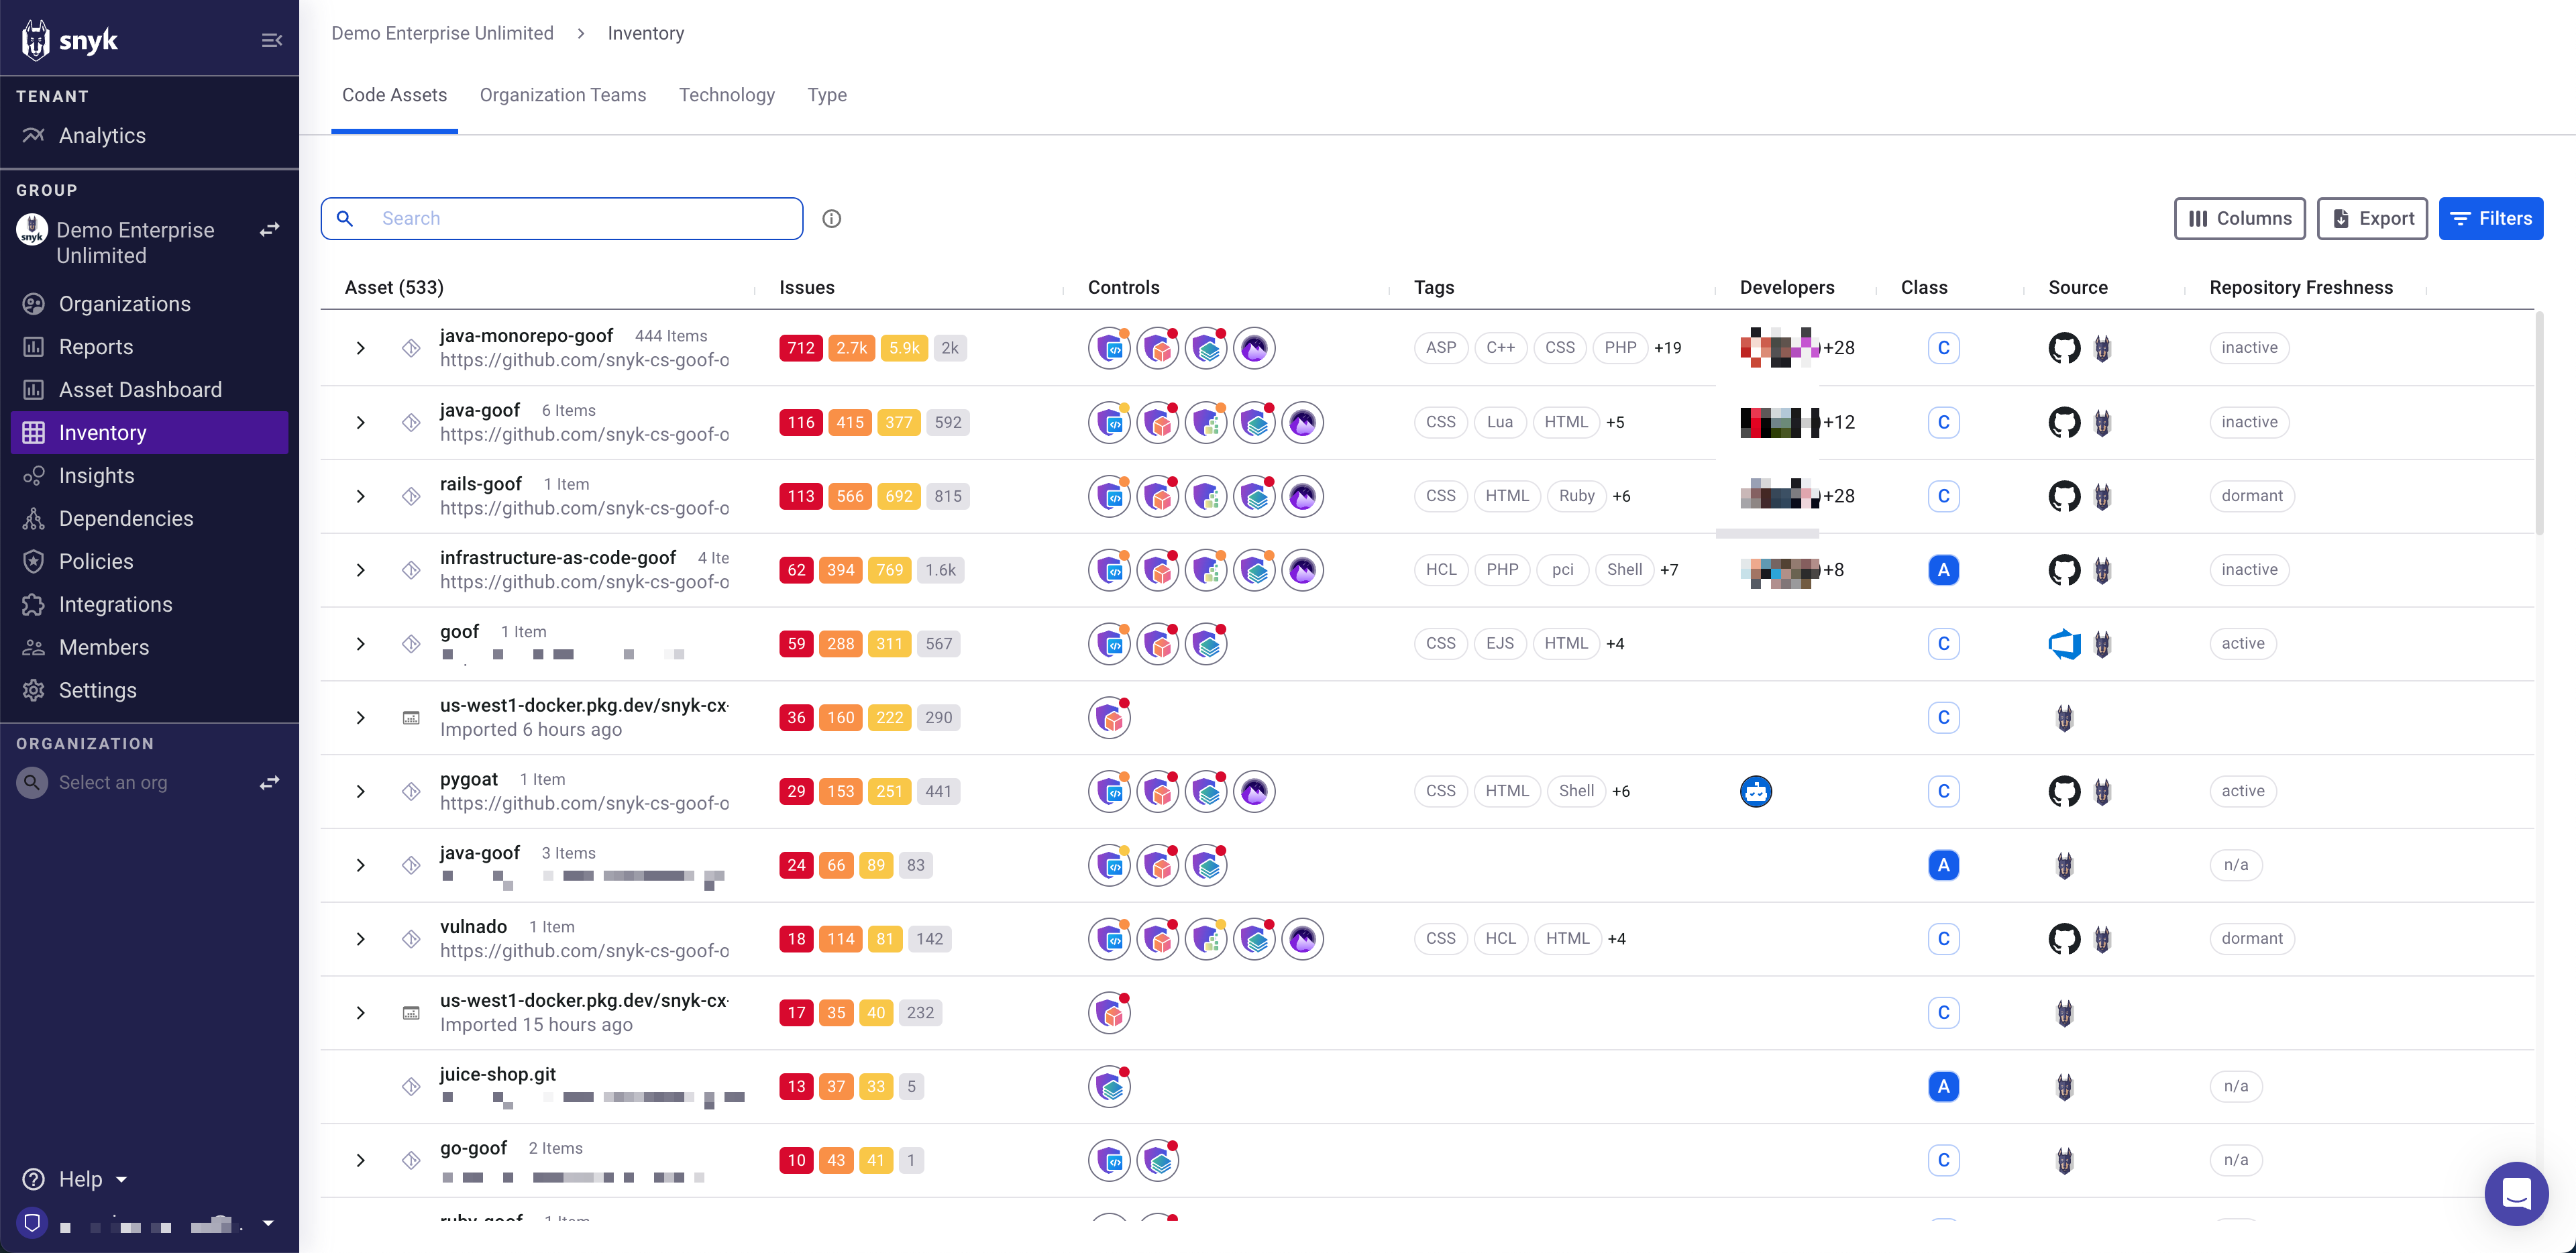 snyk
TENANT
Analytics
GROUP
snyk
Demo Enterprise
Unlimited
Organizations
Reports
Asset Dashboard
Inventory
Insights
Dependencies
Policies
Integrations
Members
Settings
ORGANIZATION
Select an org
Help
Demo Enterprise Unlimited > Inventory
Code Assets Organization Teams Technology Type
Search
Columns Export Filters
Asset (533) Issues Controls Tags Developers Class Source Repository Freshness
java-monorepo-goof 444 Items
https://github.com/snyk-cs-goof-o
712 2.7k 5.9k 2k ASP C++ CSS PHP +19 +28 C inactive
java-goof 6 Items
https://github.com/snyk-cs-goof-o
116 415 377 592 CSS Lua HTML +5 +12 C inactive
rails-goof 1 Item
https://github.com/snyk-cs-goof-o
113 566 692 815 CSS HTML Ruby +6 +28 C dormant
infrastructure-as-code-goof 4 Ite
https://github.com/snyk-cs-goof-o
62 394 769 1.6k HCL PHP pci Shell +7 +8 A inactive
goof 1 Item
59 288 311 567 CSS EJS HTML +4 C active
us-west1-docker.pkg.dev/snyk-cx-
Imported 6 hours ago
36 160 222 290 C
pygoat 1 Item
https://github.com/snyk-cs-goof-o
29 153 251 441 CSS HTML Shell +6 C active
java-goof 3 Items
24 66 89 83 A n/a
vulnado 1 Item
https://github.com/snyk-cs-goof-o
18 114 81 142 CSS HCL HTML +4 C dormant
us-west1-docker.pkg.dev/snyk-cx-
Imported 15 hours ago
17 35 40 232 C
juice-shop.git
13 37 33 5 A n/a
go-goof 2 Items
10 43 41 1 C n/a
ruby-goof 1 Item